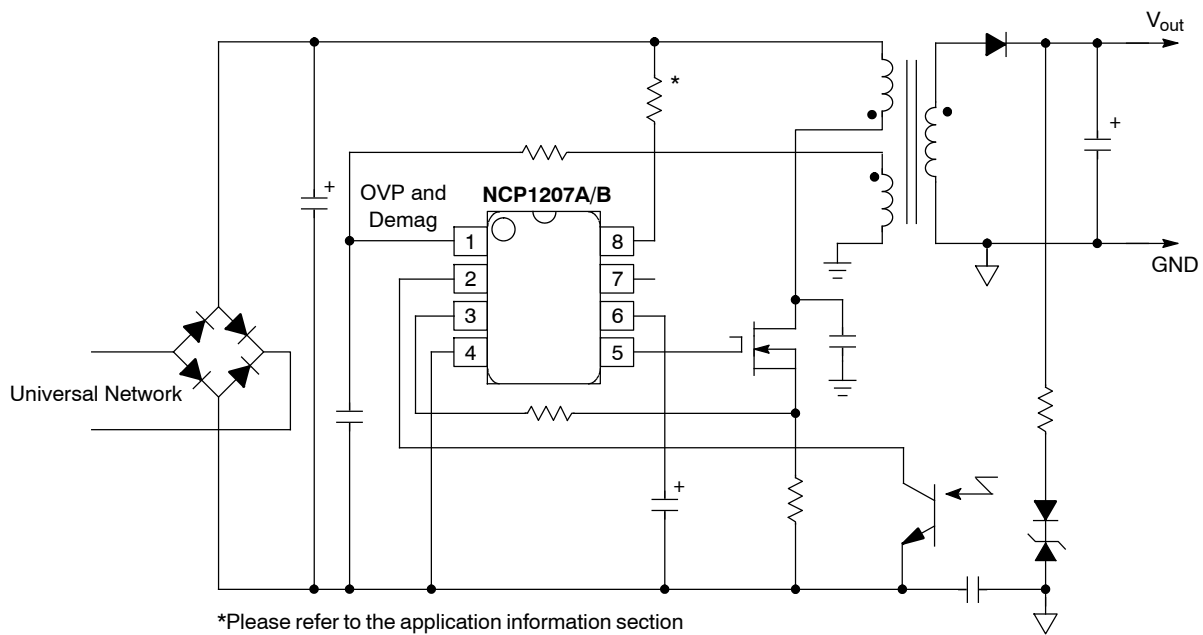 Vout
*
+
+
OVP and
Demag
NCP1207A/B
1
8
2
7
3
6
4
5
GND
Universal Network
+
*Please refer to the application information section